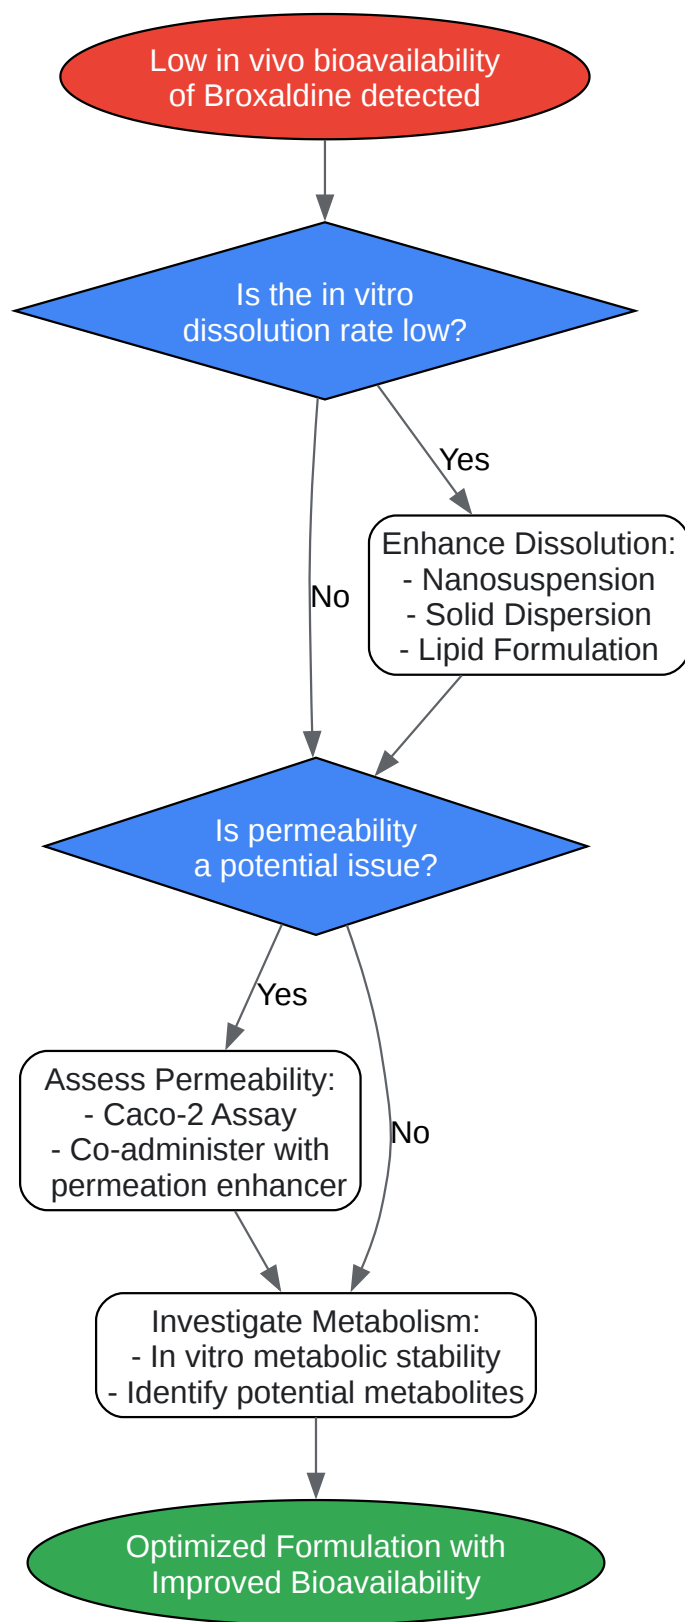 Low in vivo bioavailability
of Broxaldine detected
Is the in vitro
dissolution rate low?
Yes
Enhance Dissolution:
- Nanosuspension
- Solid Dispersion
- Lipid Formulation
No
Is permeability
a potential issue?
Yes
Assess Permeability:
- Caco-2 Assay
- Co-administer with
permeation enhancer
No
Investigate Metabolism:
- In vitro metabolic stability
- Identify potential metabolites
Optimized Formulation with
Improved Bioavailability